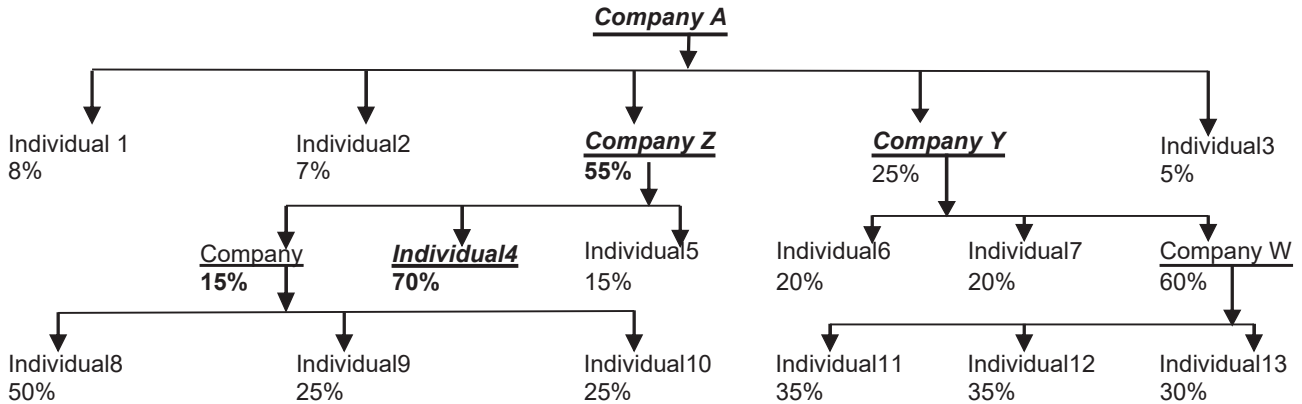 Company A
Individual 1 Individual2 Company Z Company Y Individual3
8% 7% 55% 25% 5%
Company Individual4 Individual5 Individual6 Individual7 Company W
15% 70% 15% 20% 20% 60%
Individual8 Individual9 Individual10 Individual11 Individual12 Individual13
50% 25% 25% 35% 35% 30%